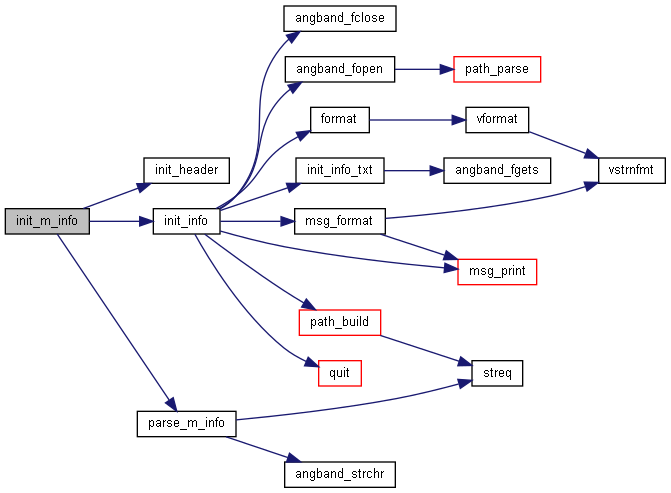 angband_fclose
angband_fopen
path_parse
format
vformat
init_header
init_info_txt
angband_fgets
vstrnfmt
init_m_info
init_info
msg_format
msg_print
path_build
quit
streq
parse_m_info
angband_strchr